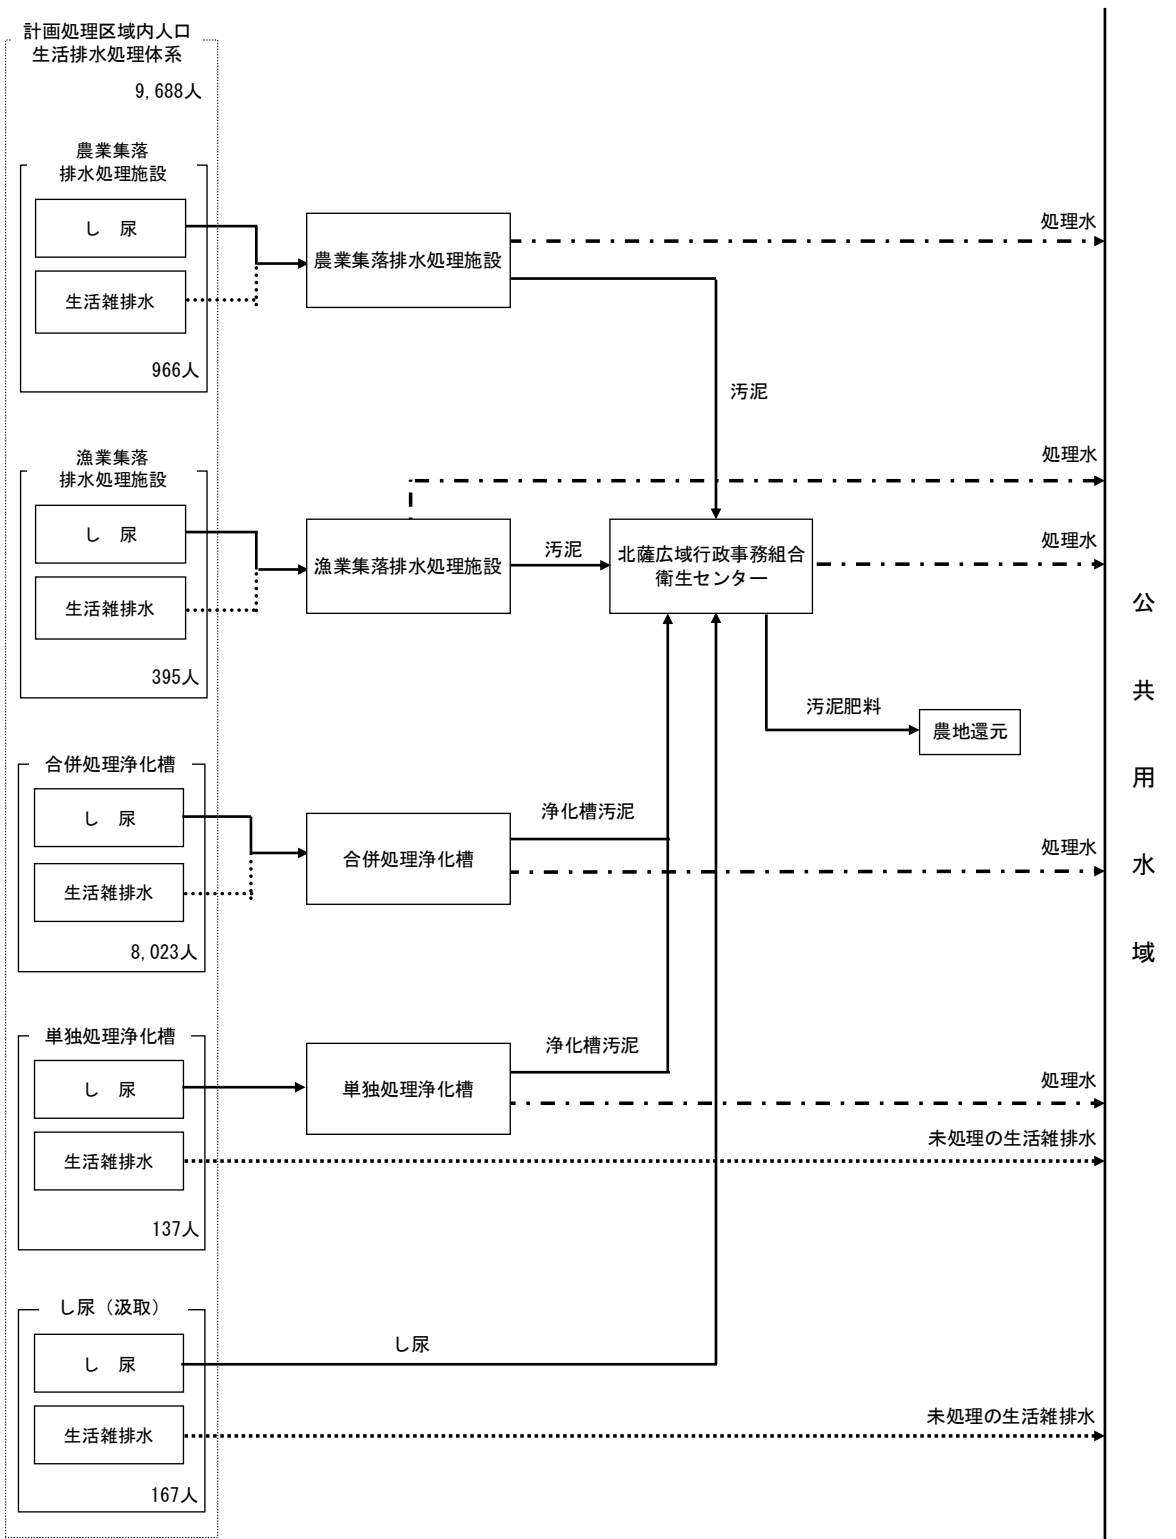 計画処理区域内人口
生活排水処理体系
9,688人
農業集落
排水処理施設
し　尿
生活雑排水
966人
農業集落排水処理施設
処理水
汚泥
漁業集落
排水処理施設
し　尿
生活雑排水
395人
漁業集落排水処理施設
汚泥
処理水
北薩広域行政事務組合
衛生センター
処理水
汚泥肥料
農地還元
合併処理浄化槽
し　尿
生活雑排水
8,023人
合併処理浄化槽
浄化槽汚泥
処理水
単独処理浄化槽
し　尿
生活雑排水
137人
単独処理浄化槽
浄化槽汚泥
処理水
未処理の生活雑排水
し尿（汲取）
し　尿
生活雑排水
167人
し尿
未処理の生活雑排水
公
共
用
水
域